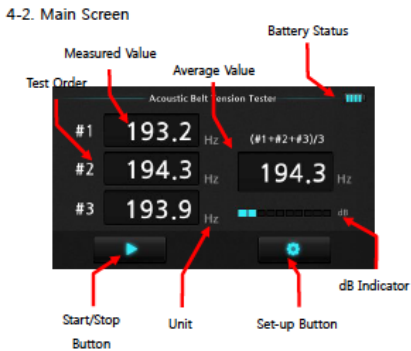 4-2. Main Screen
Battery Status
Measured Value
Average Value
Test Order
Acoustic Belt Tension Tester
#1 193.2 Hz (#1+#2+#3)/3
#2 194.3 Hz 194.3 Hz
#3 193.9 Hz dB
dB Indicator
Start/Stop Button
Unit
Set-up Button